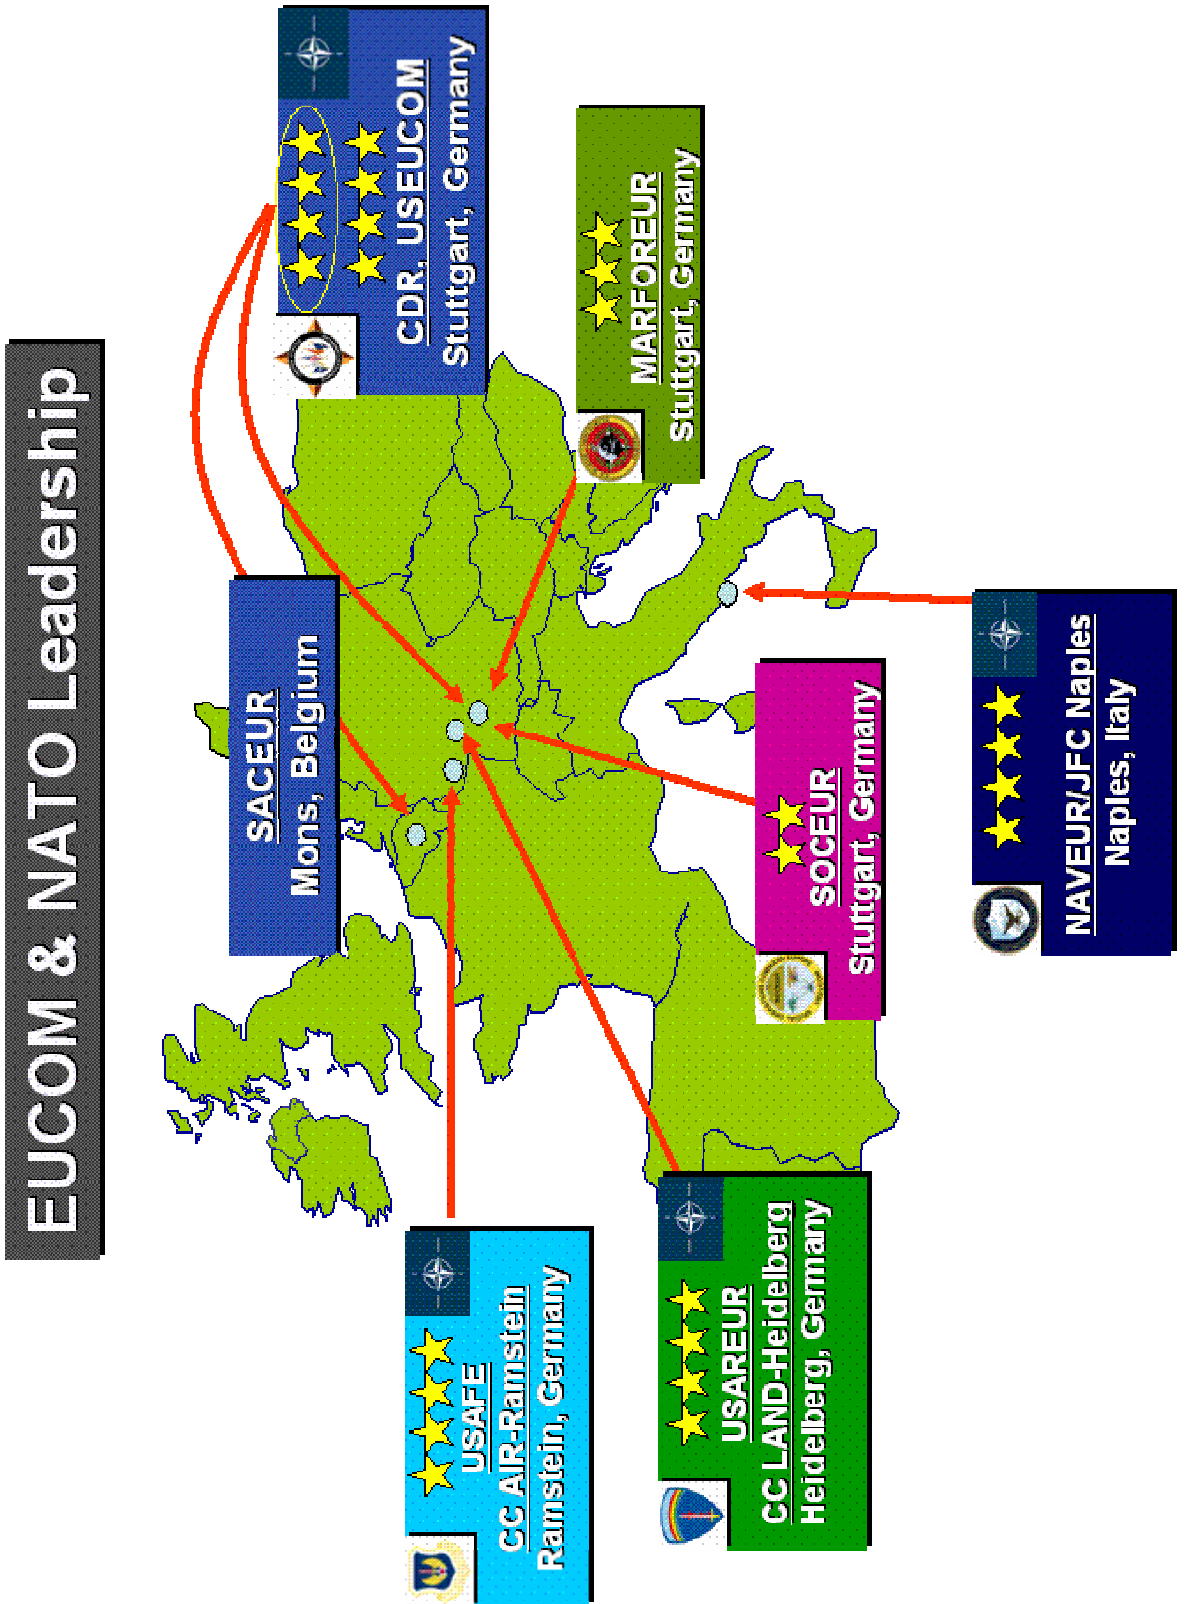 EUCOM & NATO Leadership
SACEUR
Mons, Belgium
CDR, USEUCOM
Stuttgart, Germany
USAFE
CC AIR-Ramstein
Ramstein, Germany
MARFOREUR
Stuttgart, Germany
USAREUR
CC LAND-Heidelberg
Heidelberg, Germany
SOCEUR
Stuttgart, Germany
NAVEUR/JFC Naples
Naples, Italy